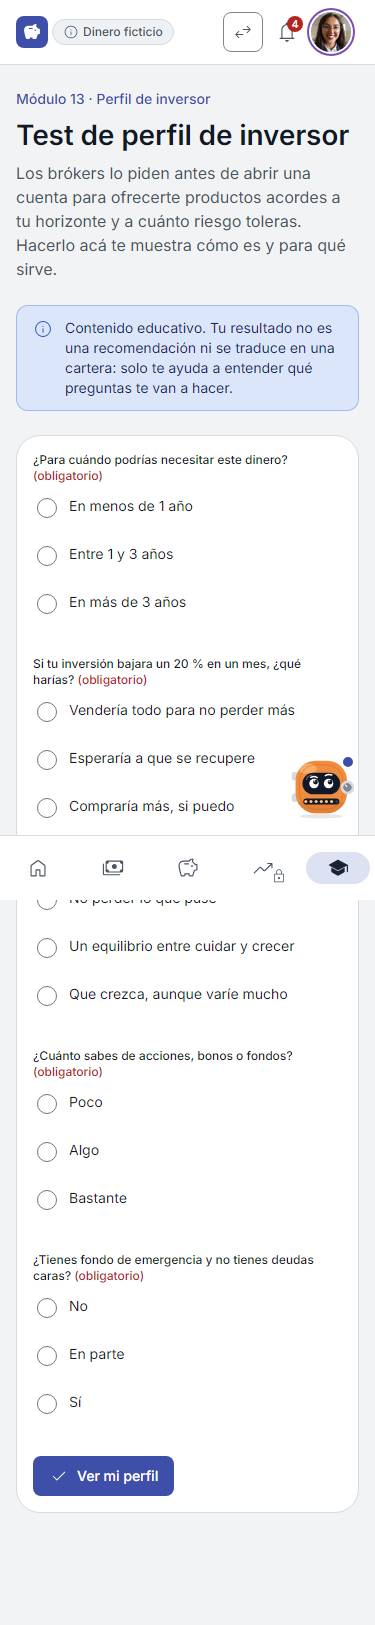 Dinero ficticio
4
Módulo 13 · Perfil de inversor
Test de perfil de inversor
Los brókers lo piden antes de abrir una
cuenta para ofrecerte productos acordes a
tu horizonte y a cuánto riesgo toleras.
Hacerlo acá te muestra cómo es y para qué
sirve.
Contenido educativo. Tu resultado no es
una recomendación ni se traduce en una
cartera: solo te ayuda a entender qué
preguntas te van a hacer.
¿Para cuándo podrías necesitar este dinero?
(obligatorio)
En menos de 1 año
Entre 1 y 3 años
En más de 3 años
Si tu inversión bajara un 20 % en un mes, ¿qué
harías? (obligatorio)
Vendería todo para no perder más
Esperaría a que se recupere
Compraría más, si puedo
No perder lo que puse
Un equilibrio entre cuidar y crecer
Que crezca, aunque varíe mucho
¿Cuánto sabes de acciones, bonos o fondos?
(obligatorio)
Poco
Algo
Bastante
¿Tienes fondo de emergencia y no tienes deudas
caras? (obligatorio)
No
En parte
Sí
Ver mi perfil